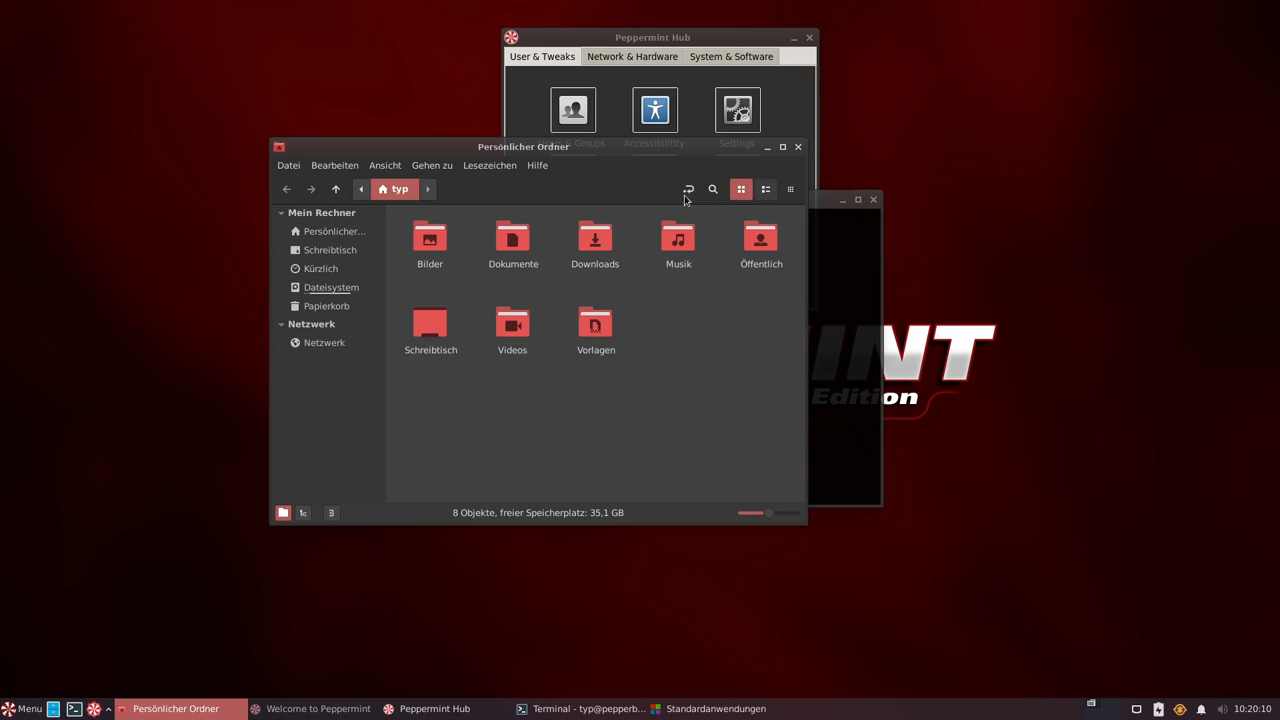 Peppermint Hub
User & Tweaks
Network & Hardware
System & Software
Groups
Accessibility
Settings
Persönlicher Ordner
Datei
Bearbeiten
Ansicht
Gehen zu
Lesezeichen
Hilfe
typ
Mein Rechner
Persönlicher...
Schreibtisch
Kürzlich
Dateisystem
Papierkorb
Netzwerk
Netzwerk
Bilder
Dokumente
Downloads
Musik
Öffentlich
Schreibtisch
Videos
Vorlagen
8 Objekte, freier Speicherplatz: 35,1 GB
INT
Edition
Menu
Persönlicher Ordner
Welcome to Peppermint
Peppermint Hub
Terminal - typ@pepperb...
Standardanwendungen
10:20:10